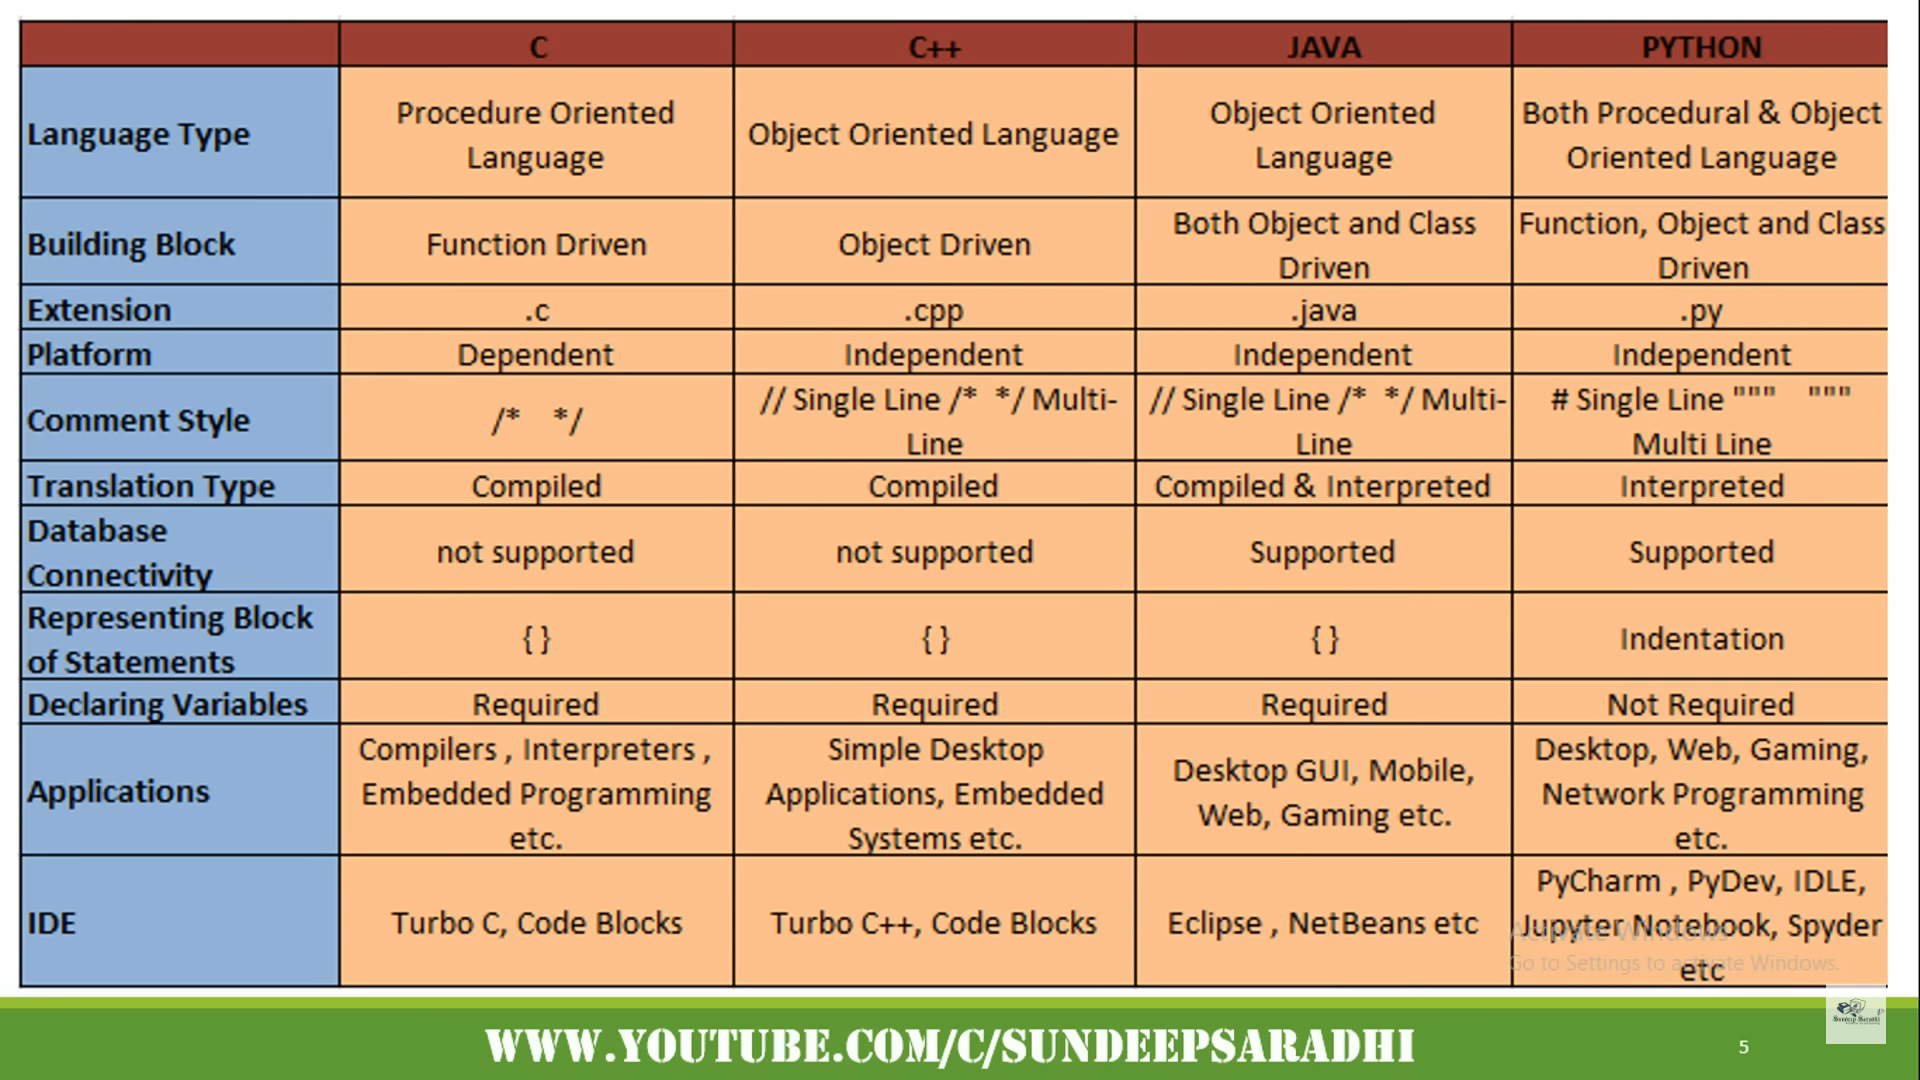 C C++ JAVA PYTHON
Language Type
Procedure Oriented
Language
Object Oriented Language
Object Oriented
Language
Both Procedural & Object
Oriented Language
Building Block
Function Driven
Object Driven
Both Object and Class
Driven
Function, Object and Class
Driven
Extension .c .cpp .java .py
Platform Dependent Independent Independent Independent
Comment Style
/* */
// Single Line /* */ Multi-
Line
// Single Line /* */ Multi-
Line
# Single Line """ """
Multi Line
Translation Type Compiled Compiled Compiled & Interpreted Interpreted
Database
Connectivity
not supported
not supported
Supported
Supported
Representing Block
of Statements
{ }
{ }
{ }
Indentation
Declaring Variables Required Required Required Not Required
Applications
Compilers , Interpreters ,
Embedded Programming
etc.
Simple Desktop
Applications, Embedded
Systems etc.
Desktop GUI, Mobile,
Web, Gaming etc.
Desktop, Web, Gaming,
Network Programming
etc.
IDE
Turbo C, Code Blocks
Turbo C++, Code Blocks
Eclipse , NetBeans etc
PyCharm , PyDev, IDLE,
Jupyter Notebook, Spyder
etc
Activate Windows
Go to Settings to activate Windows.
WWW.YOUTUBE.COM/C/SUNDEEPSARADHI
5
Sundeep Saradhi